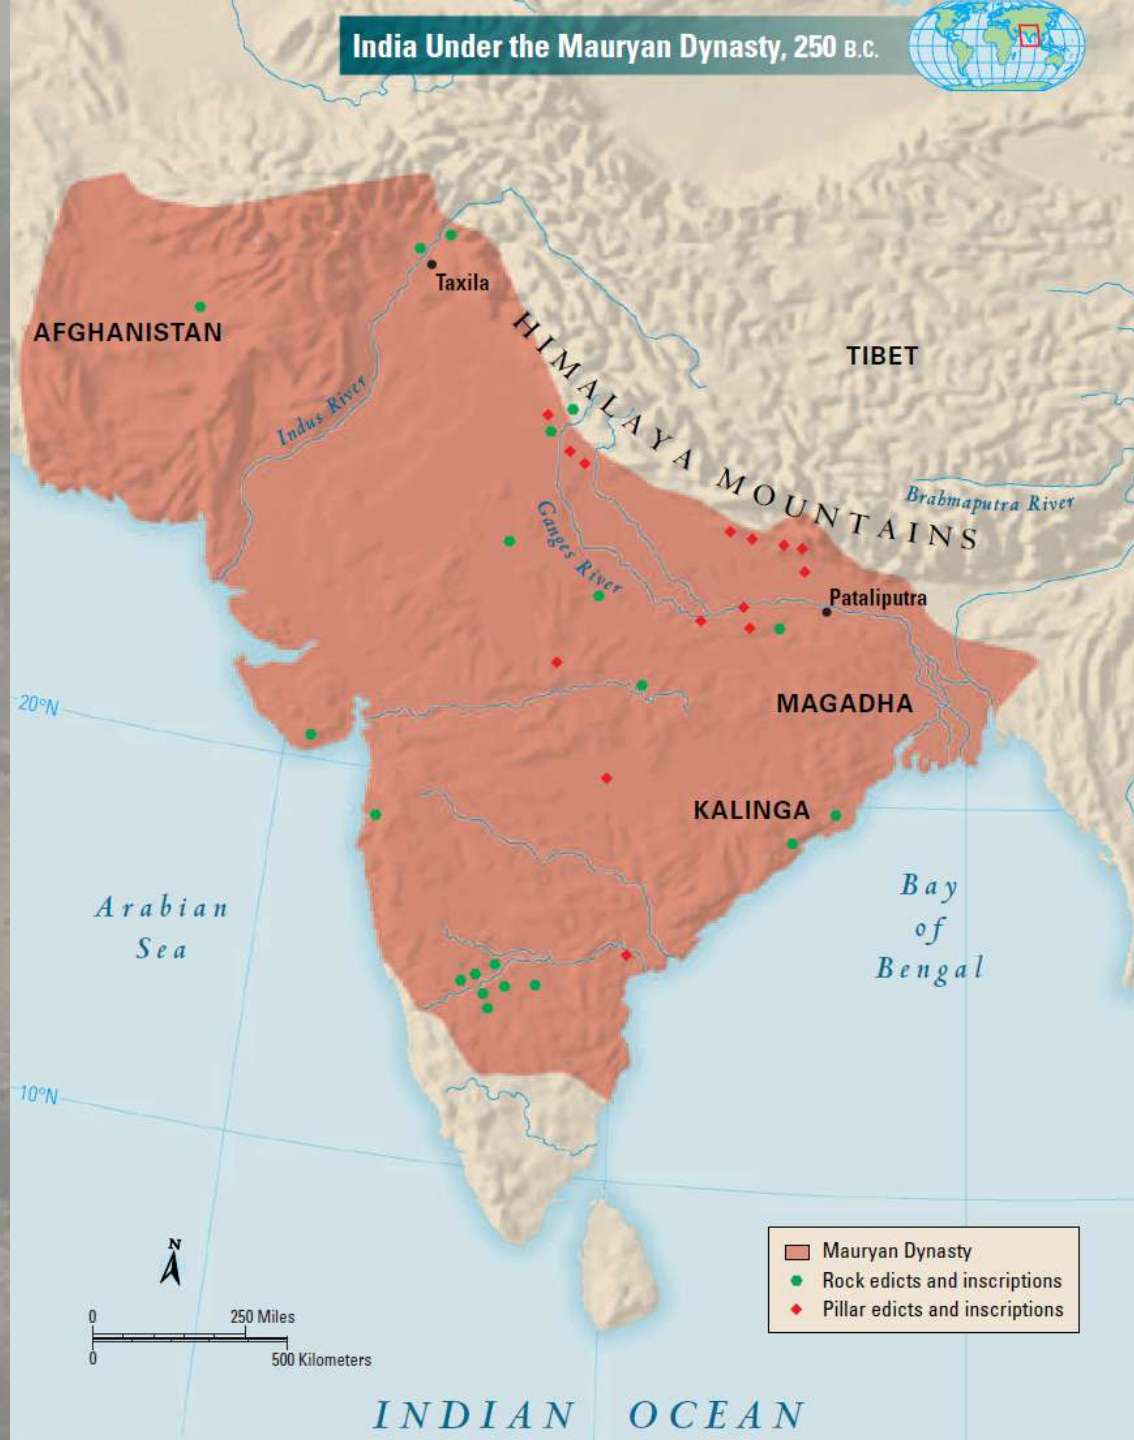 India Under the Mauryan Dynasty, 250 B.C.
Taxila
AFGHANISTAN
TIBET
HIMALAYA MOUNTAINS
Indus River
Brahmaputra River
Ganges River
Pataliputra
20°N
MAGADHA
KALINGA
Arabian
Sea
Bay
of
Bengal
10°N
N
0 250 Miles
0 500 Kilometers
Mauryan Dynasty
Rock edicts and inscriptions
Pillar edicts and inscriptions
INDIAN OCEAN